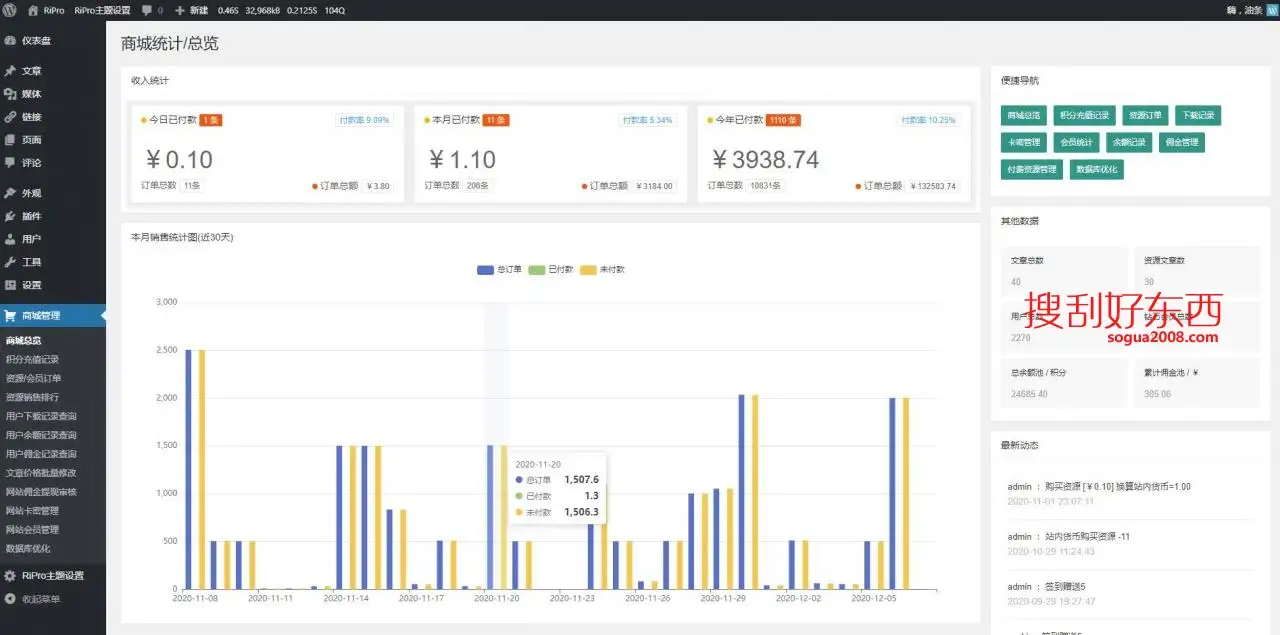 RiPro RiPro主题设置 0 新建 0.46S 32,968kB 0.2125S 104Q 嗨，油条
仪表盘
文章
媒体
链接
页面
评论
外观
插件
用户
工具
设置
商城管理
商城总览
积分充值记录
资源/会员订单
资源销售排行
用户下载记录查询
用户余额记录查询
用户佣金记录查询
文章价格批量修改
网站佣金提现审核
网站卡密管理
网站会员管理
数据库优化
RiPro主题设置
收起菜单
商城统计/总览
收入统计
今日已付款 1 条 付款率 9.09%
￥0.10
订单总数 11条 订单总额 ￥3.80
本月已付款 11 条 付款率 5.34%
￥1.10
订单总数 206条 订单总额 ￥3184.00
今年已付款 1110 条 付款率 10.25%
￥3938.74
订单总数 10831条 订单总额 ￥132583.74
本月销售统计图(近30天)
总订单 已付款 未付款
3,000
2,500
2,000
1,500
1,000
500
0
2020-11-08 2020-11-11 2020-11-14 2020-11-17 2020-11-20 2020-11-23 2020-11-26 2020-11-29 2020-12-02 2020-12-05
2020-11-20
总订单 1,507.6
已付款 1.3
未付款 1,506.3
便捷导航
商城总览 积分充值记录 资源订单 下载记录
卡密管理 会员统计 余额记录 佣金管理
付费资源管理 数据库优化
其他数据
文章总数
40
资源文章数
30
搜刮好东西
sogua2008.com
2270
总余额池 / 积分
24685.40
累计佣金池 / ￥
385.06
最新动态
admin ： 购买资源 [￥0.10] 换算站内货币=1.00
2020-11-01 23:07:11
admin ： 站内货币购买资源 -11
2020-10-29 11:24:43
admin ： 签到赠送5
2020-09-29 19:27:47